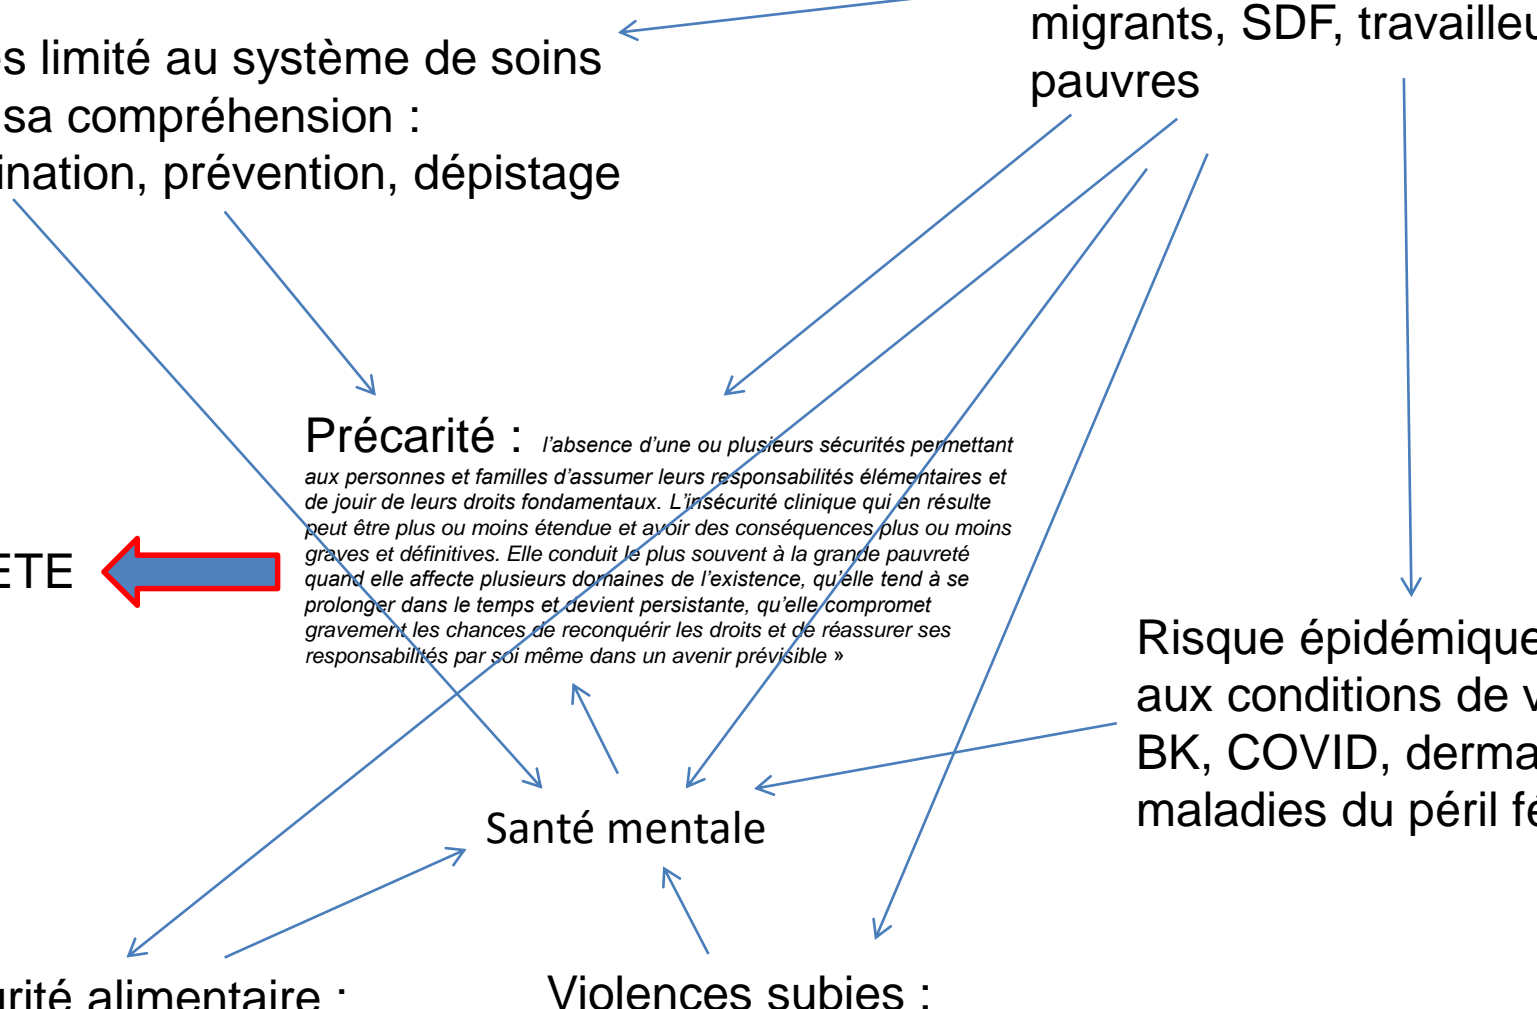 migrants, SDF, travailleu
pauvres
es limité au système de soins
sa compréhension :
ination, prévention, dépistage
Précarité : l'absence d'une ou plusieurs sécurités permettant
aux personnes et familles d'assumer leurs responsabilités élémentaires et
de jouir de leurs droits fondamentaux. L'insécurité clinique qui en résulte
peut être plus ou moins étendue et avoir des conséquences plus ou moins
graves et définitives. Elle conduit le plus souvent à la grande pauvreté
quand elle affecte plusieurs domaines de l'existence, qu'elle tend à se
prolonger dans le temps et devient persistante, qu'elle compromet
gravement les chances de reconquérir les droits et de réassurer ses
responsabilités par soi même dans un avenir prévisible »
ETE
Risque épidémique
aux conditions de v
BK, COVID, derma
maladies du péril fé
Santé mentale
urité alimentaire :
Violences subies :